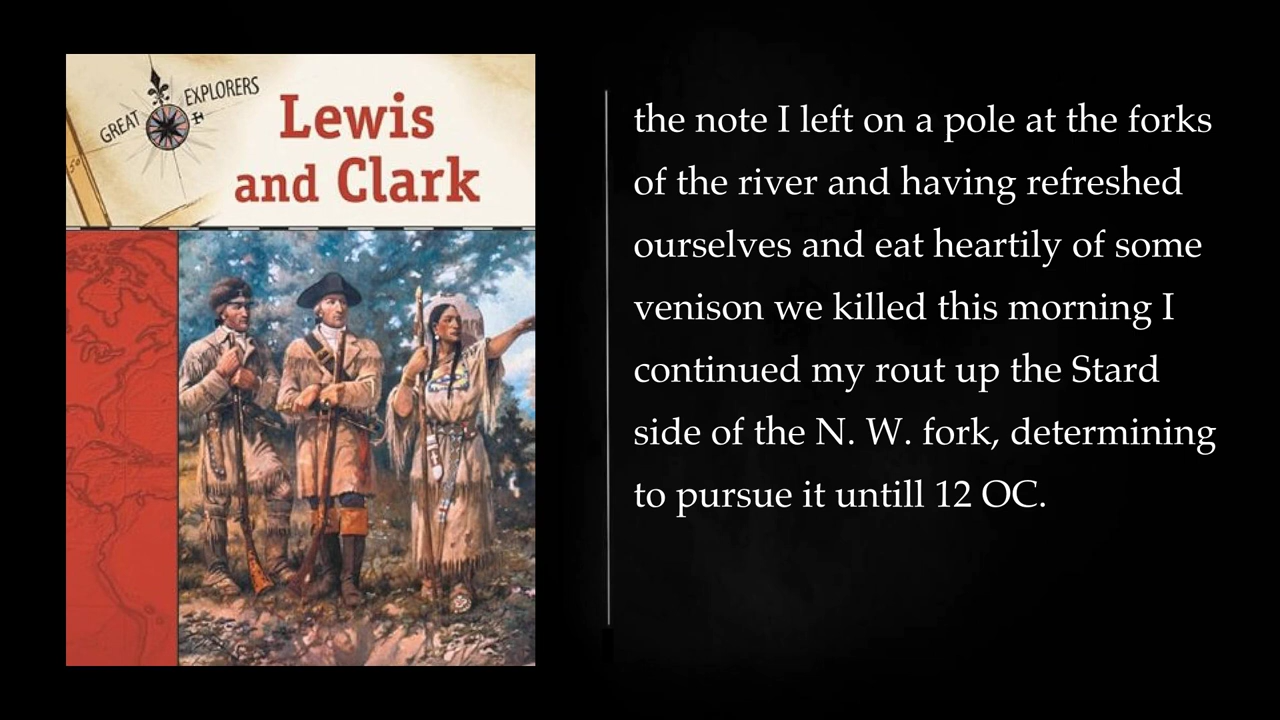 GREAT EXPLORERS
Lewis
and Clark
50
the note I left on a pole at the forks
of the river and having refreshed
ourselves and eat heartily of some
venison we killed this morning I
continued my rout up the Stard
side of the N. W. fork, determining
to pursue it untill 12 OC.